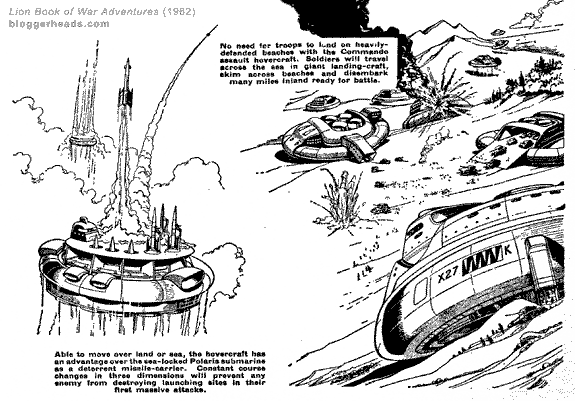 Lion Book of War Adventures (1962)
bloggerheads.com
No need for troops to land on heavily-
defended beaches with the Commando
assault hovercraft. Soldiers will travel
across the sea in giant landing-craft,
skim across beaches and disembark
many miles inland ready for battle.
X27
K
Able to move over land or sea, the hovercraft has
an advantage over the sea-locked Polaris submarine
as a deterrent missile-carrier. Constant course
changes in three dimensions will prevent any
enemy from destroying launching sites in their
first massive attacks.